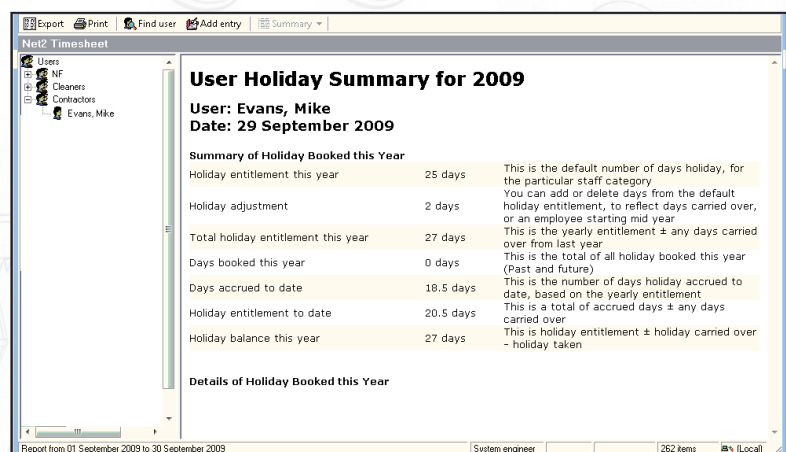 Export Print Find user Add entry Summary
Net2 Timesheet
Users
NF
Cleaners
Contractors
Evans, Mike
User Holiday Summary for 2009
User: Evans, Mike
Date: 29 September 2009
Summary of Holiday Booked this Year
Holiday entitlement this year 25 days This is the default number of days holiday, for
the particular staff category
Holiday adjustment 2 days You can add or delete days from the default
holiday entitlement, to reflect days carried over,
or an employee starting mid year
Total holiday entitlement this year 27 days This is the yearly entitlement ± any days carried
over from last year
Days booked this year 0 days This is the total of all holiday booked this year
(Past and future)
Days accrued to date 18.5 days This is the number of days holiday accrued to
date, based on the yearly entitlement
Holiday entitlement to date 20.5 days This is a total of accrued days ± any days
carried over
Holiday balance this year 27 days This is holiday entitlement ± holiday carried over
- holiday taken
Details of Holiday Booked this Year
Report from 01 September 2009 to 30 September 2009 System engineer 262 items (Local)